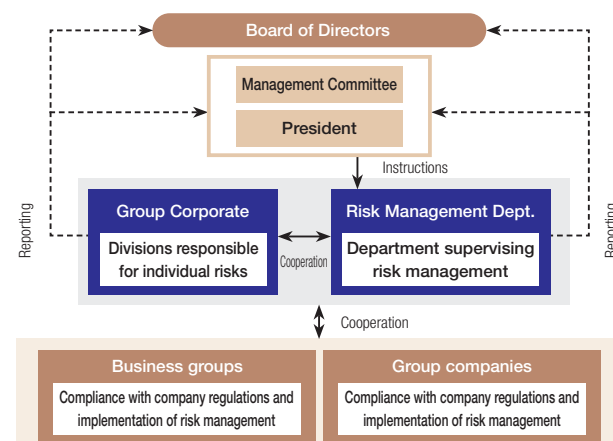 Board of Directors
Management Committee
President
Instructions
Reporting
Group Corporate
Divisions responsible
for individual risks
Cooperation
Risk Management Dept.
Department supervising
risk management
Reporting
Cooperation
Business groups
Compliance with company regulations and
implementation of risk management
Group companies
Compliance with company regulations and
implementation of risk management